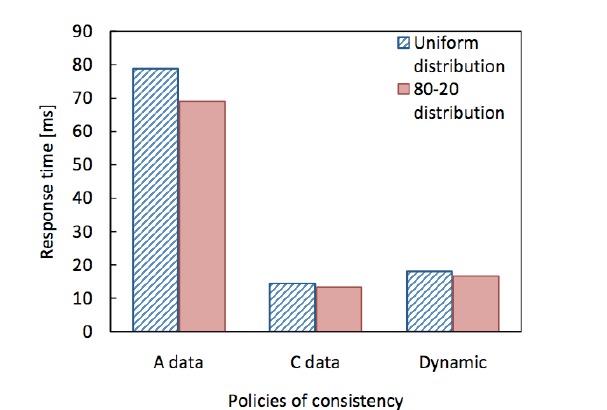 90
80
70
60
50
40
30
20
10
0
Response time [ms]
Uniform
distribution
80-20
distribution
A data
C data
Dynamic
Policies of consistency